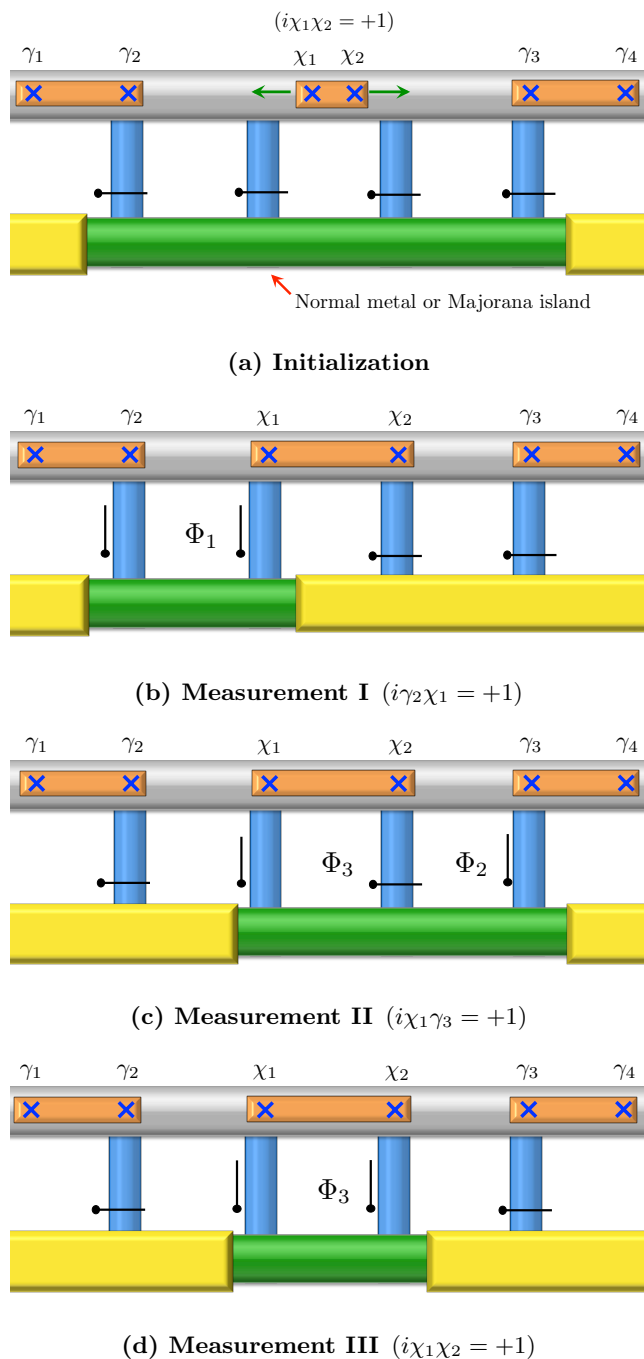 (iχ₁χ₂ = +1)
γ₁ γ₂ χ₁ χ₂ γ₃ γ₄
Normal metal or Majorana island
(a) Initialization
γ₁ γ₂ χ₁ χ₂ γ₃ γ₄
Φ₁
(b) Measurement I (iγ₂χ₁ = +1)
γ₁ γ₂ χ₁ χ₂ γ₃ γ₄
Φ₃ Φ₂
(c) Measurement II (iχ₁γ₃ = +1)
γ₁ γ₂ χ₁ χ₂ γ₃ γ₄
Φ₃
(d) Measurement III (iχ₁χ₂ = +1)